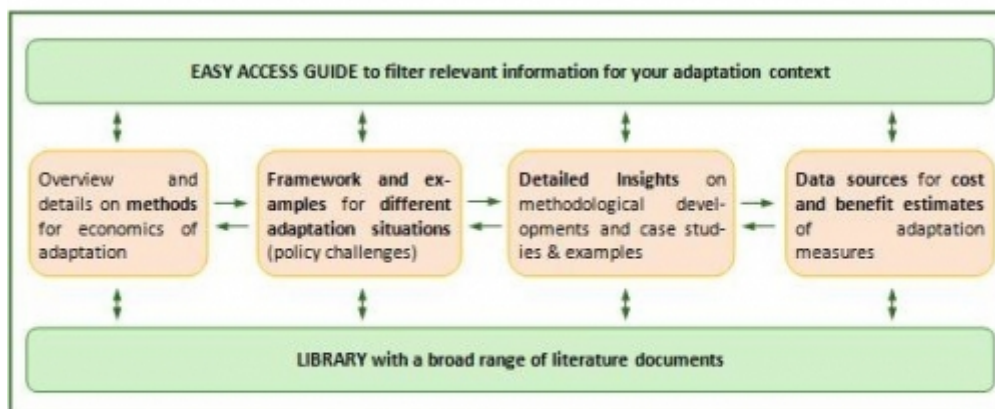 EASY ACCESS GUIDE to filter relevant information for your adaptation context
Overview and
details on methods
for economics of
adaptation
Framework and ex-
amples for different
adaptation situations
(policy challenges)
Detailed Insights on
methodological devel-
opments and case stud-
ies & examples
Data sources for cost
and benefit estimates
of adaptation
measures
LIBRARY with a broad range of literature documents